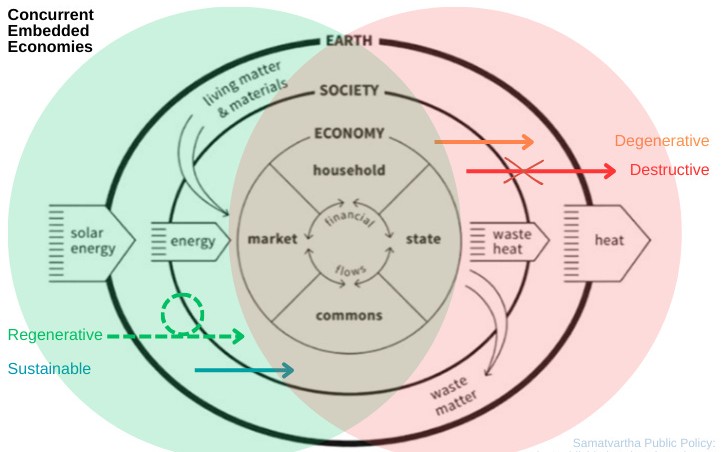 Concurrent
Embedded
Economies
EARTH
living matter
& materials
SOCIETY
ECONOMY
household
Degenerative
Destructive
financial
solar
energy
energy
market
state
waste
heat
heat
flows
commons
Regenerative
Sustainable
waste
matter
Samatvartha Public Policy: